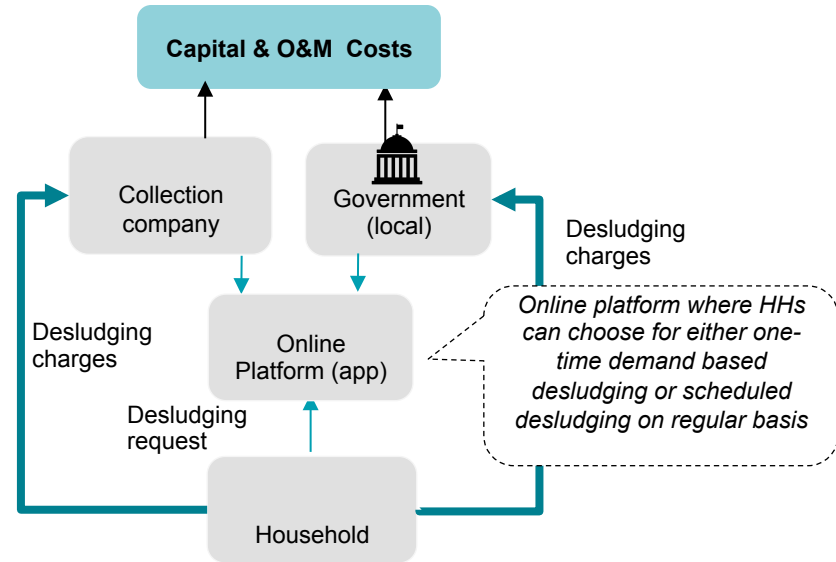 Capital & O&M  Costs
Collection
company
Government
(local)
Desludging
charges
Online platform where HHs
can choose for either one-
time demand based
desludging or scheduled
desludging on regular basis
Online
Platform (app)
Desludging
charges
Desludging
request
Household